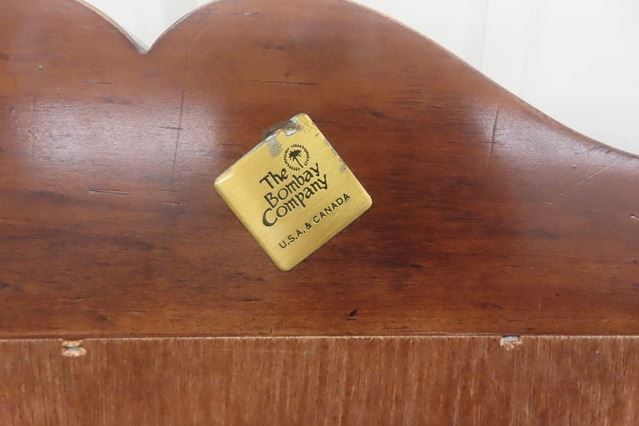 The
Bombay
Company
U.S.A. & CANADA